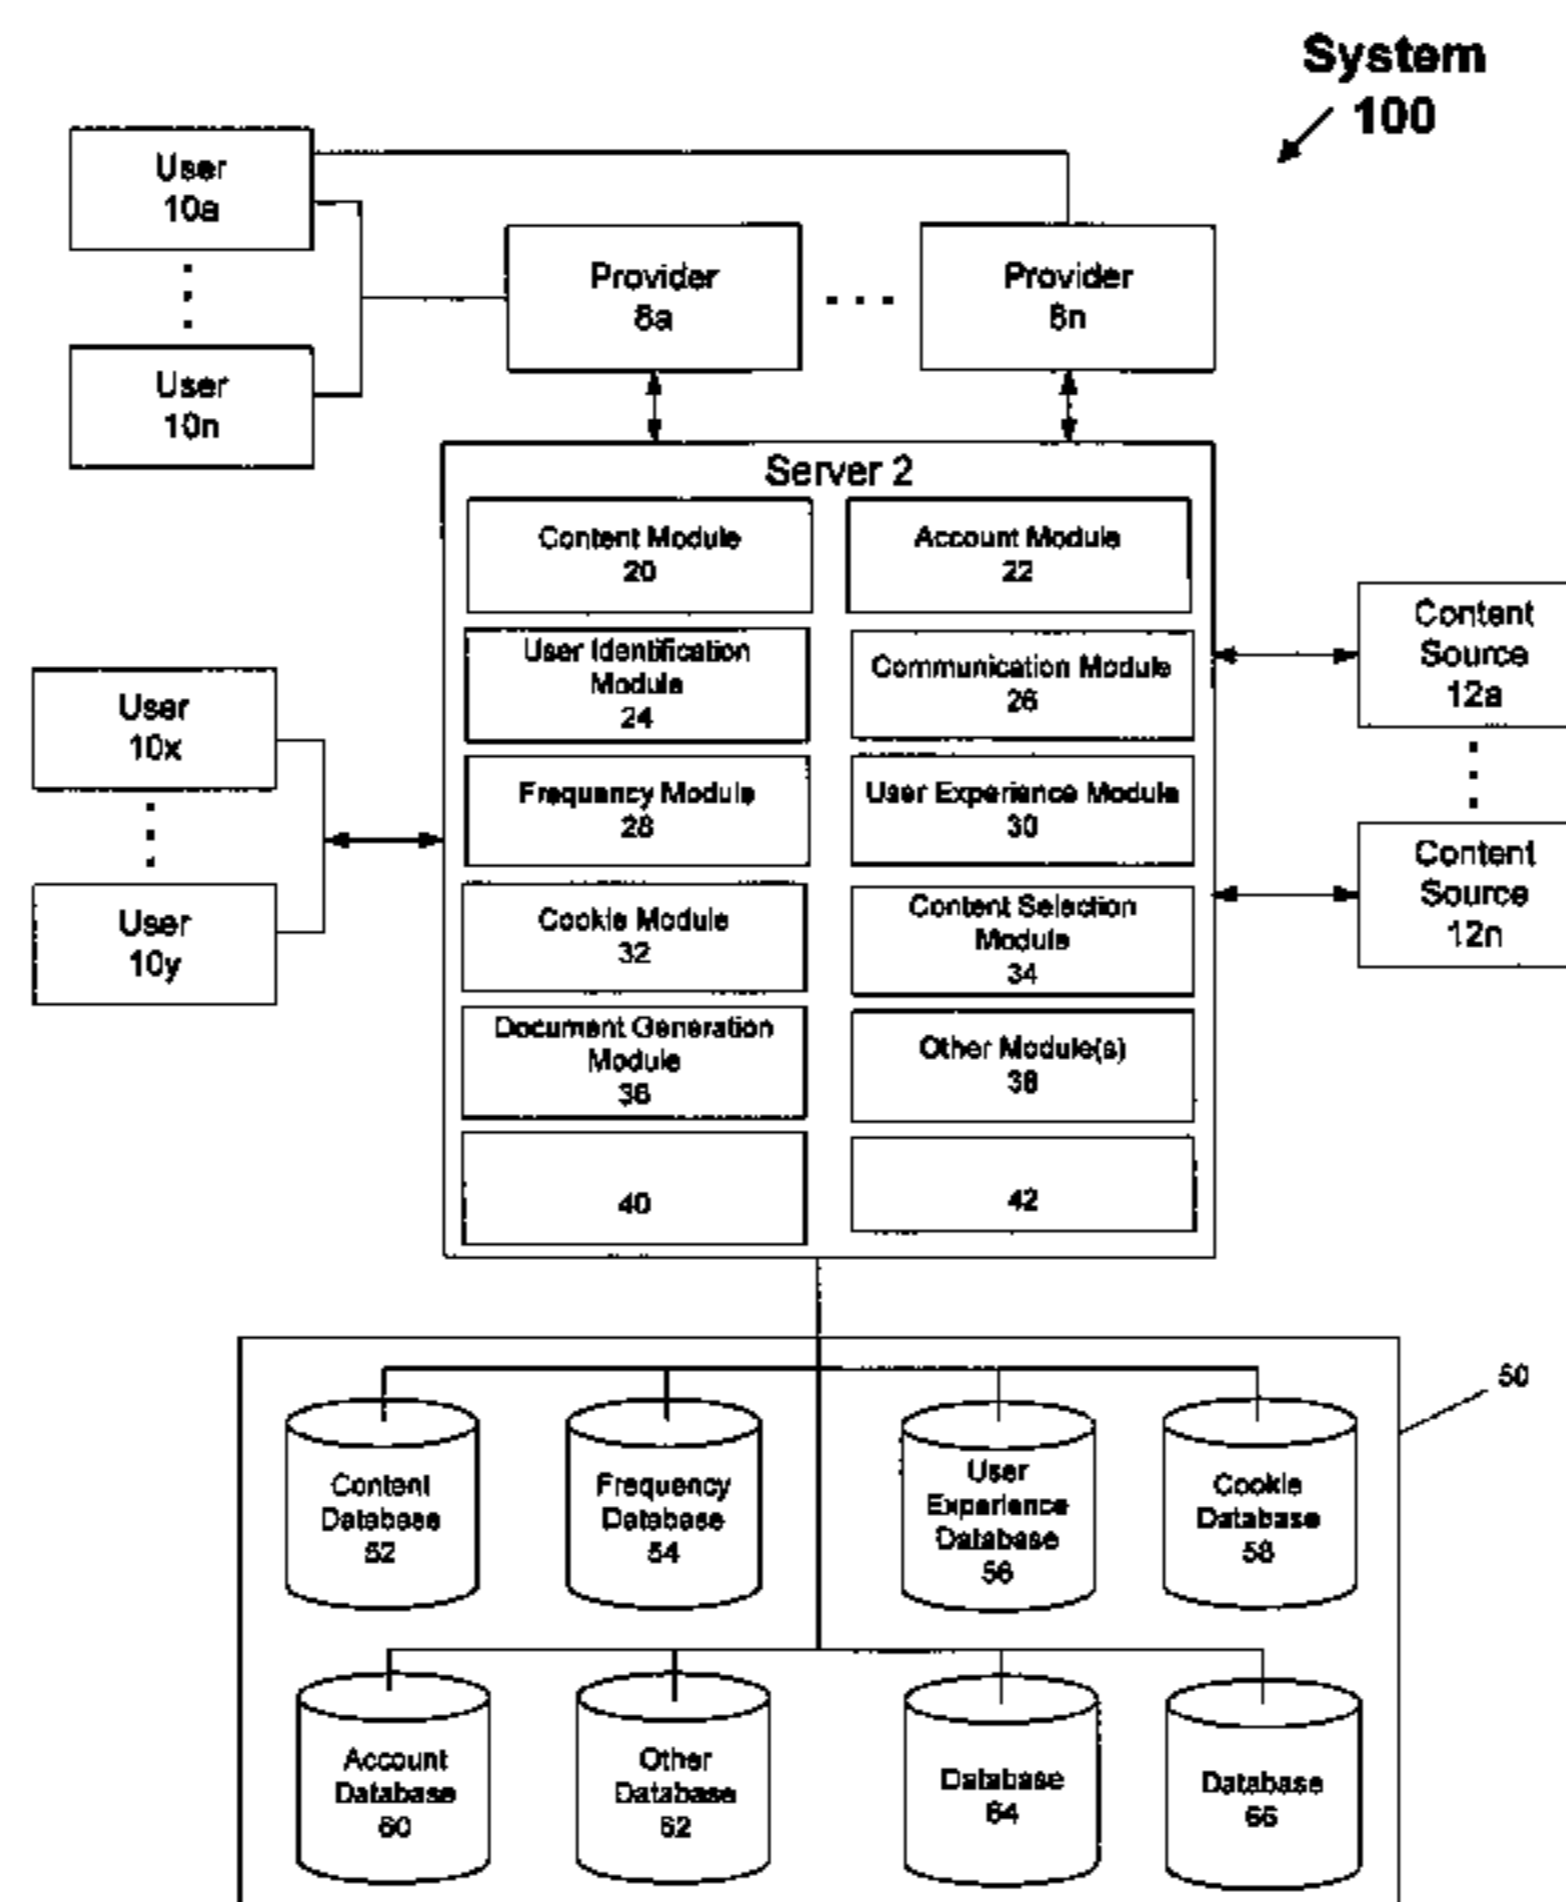 System
100
User
10a
User
10n
Provider
8a
Provider
8n
Server 2
Content Module
20
Account Module
22
User Identification
Module
24
Communication Module
26
Frequency Module
28
User Experience Module
30
Cookie Module
32
Content Selection
Module
34
Document Generation
Module
36
Other Module(s)
38
40
42
User
10x
User
10y
Content
Source
12a
Content
Source
12n
50
Content
Database
52
Frequency
Database
54
User
Experience
Database
56
Cookie
Database
58
Account
Database
60
Other
Database
62
Database
64
Database
66